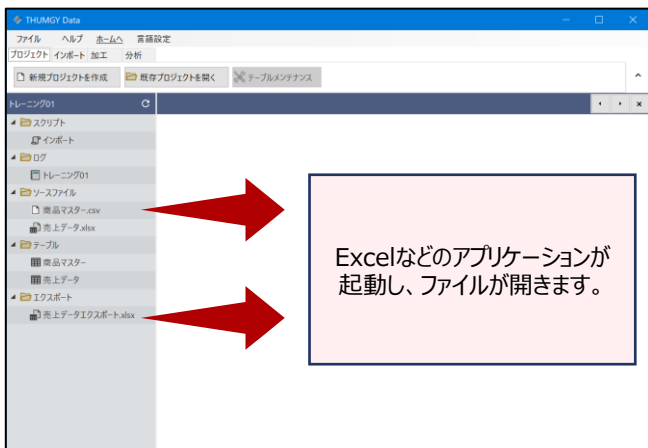 THUMGY Data
ファイル ヘルプ ホームへ 言語設定
プロジェクト インポート 加工 分析
新規プロジェクトを作成 既存プロジェクトを開く テーブルメンテナンス
トレーニング01
スクリプト
インポート
ログ
トレーニング01
ソースファイル
商品マスター.csv
売上データ.xlsx
テーブル
商品マスター
売上データ
エクスポート
売上データエクスポート.xlsx
Excelなどのアプリケーションが
起動し、ファイルが開きます。